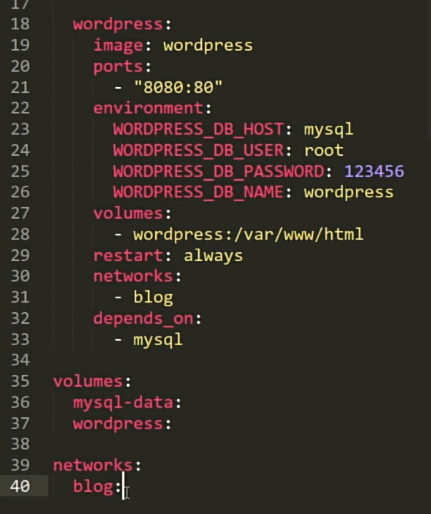 17
18 wordpress:
19 image: wordpress
20 ports:
21 - "8080:80"
22 environment:
23 WORDPRESS_DB_HOST: mysql
24 WORDPRESS_DB_USER: root
25 WORDPRESS_DB_PASSWORD: 123456
26 WORDPRESS_DB_NAME: wordpress
27 volumes:
28 - wordpress:/var/www/html
29 restart: always
30 networks:
31 - blog
32 depends_on:
33 - mysql
34
35 volumes:
36 mysql-data:
37 wordpress:
38
39 networks:
40 blog: